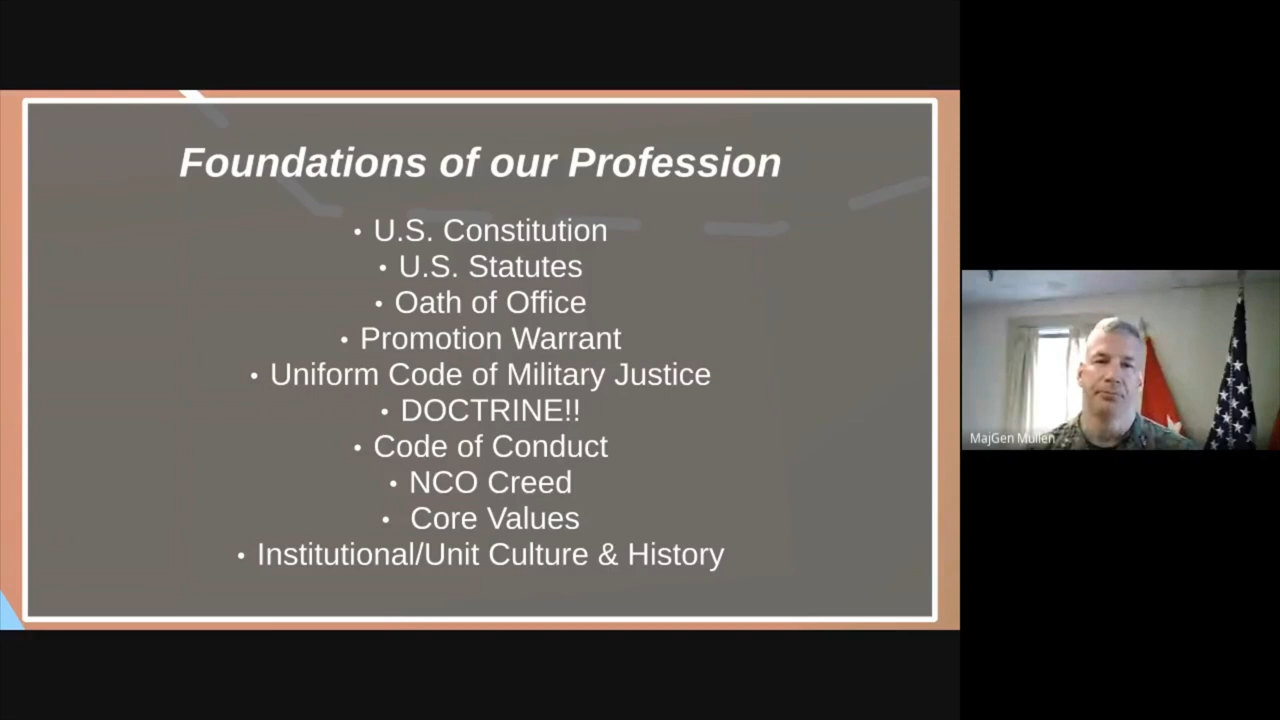 Foundations of our Profession
• U.S. Constitution
• U.S. Statutes
• Oath of Office
• Promotion Warrant
• Uniform Code of Military Justice
• DOCTRINE!!
• Code of Conduct
• NCO Creed
• Core Values
• Institutional/Unit Culture & History
MajGen Mullen